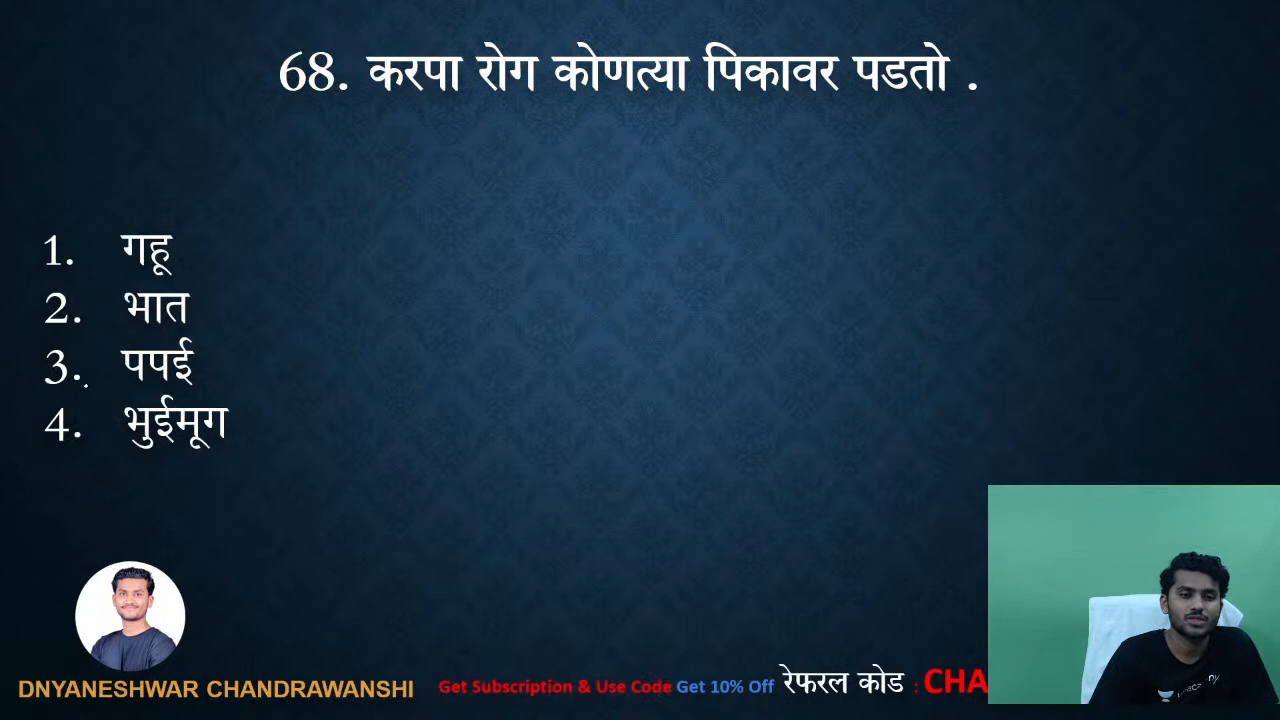 68. करपा रोग कोणत्या पिकावर पडतो .
1. गहू
2. भात
3. पपई
4. भुईमूग
DNYANESHWAR CHANDRAWANSHI
Get Subscription & Use Code Get 10% Off रेफरल कोड : CHA